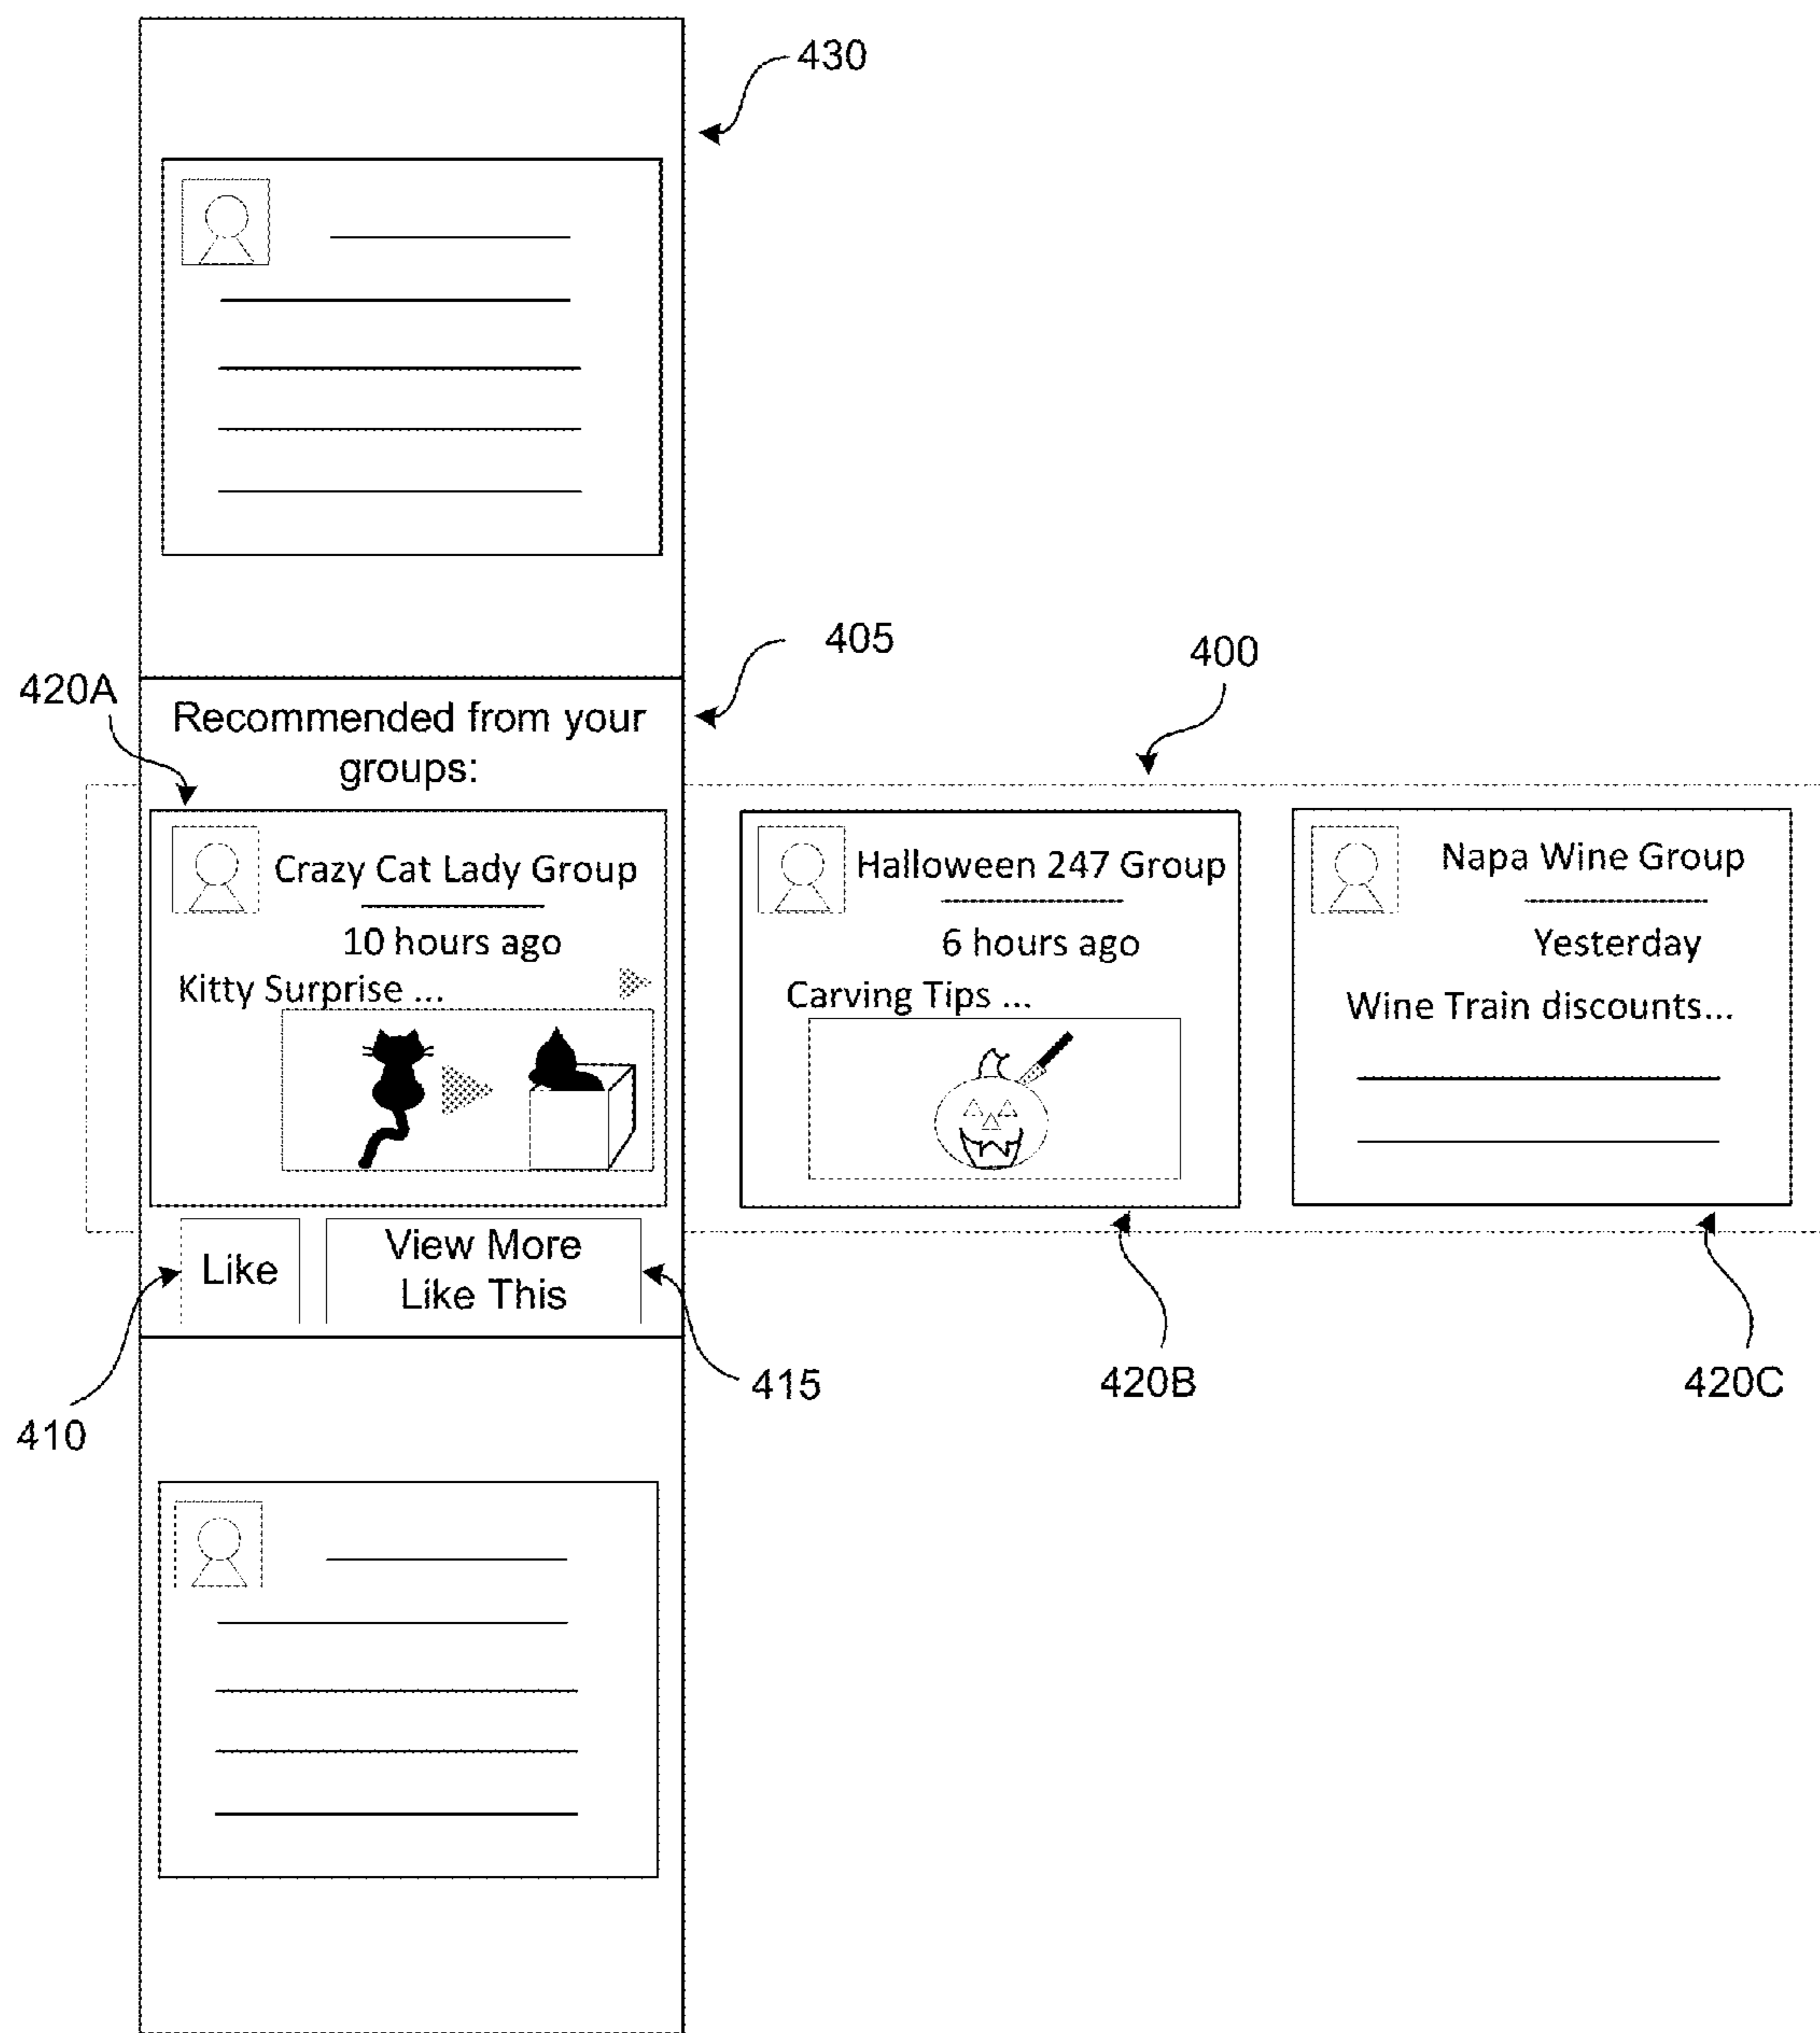 430
405
400
420A
Recommended from your
groups:
Crazy Cat Lady Group
10 hours ago
Kitty Surprise ...
Halloween 247 Group
6 hours ago
Carving Tips ...
Napa Wine Group
Yesterday
Wine Train discounts...
Like
View More
Like This
410
415
420B
420C